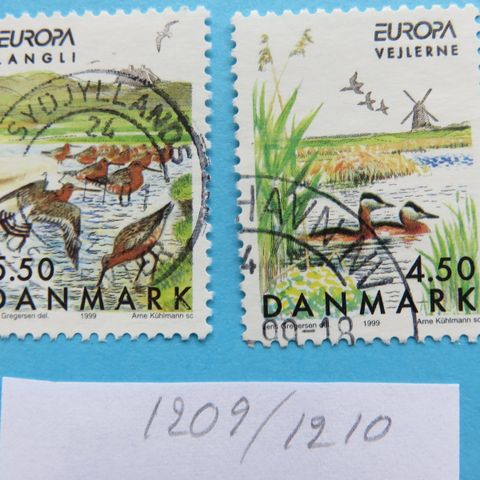 EUROPA
LANGLI
SYDJYLLANDS
24
5.50
DANMARK
Gregersen del. 1999 Arne Kühlmann sc
EUROPA
VEJLERNE
4.50
DANMARK
Jens Gregersen del. 1999 Arne Kühlmann sc
1209/1210